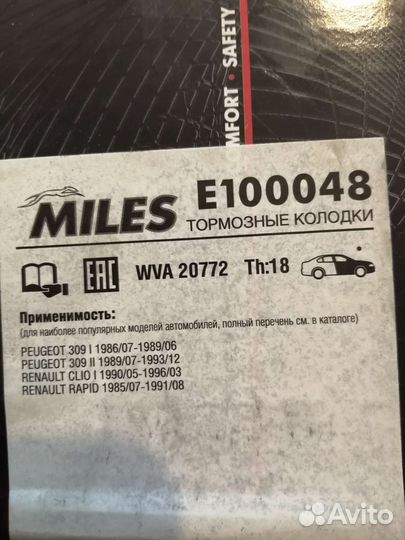 COMFORT • SAFETY
MILES
E100048
ТОРМОЗНЫЕ КОЛОДКИ
EAC
WVA 20772 Th:18
Применимость:
(для наиболее популярных моделей автомобилей, полный перечень см. в каталоге)
PEUGEOT 309 I 1986/07-1989/06
PEUGEOT 309 II 1989/07-1993/12
RENAULT CLIO I 1990/05-1996/03
RENAULT RAPID 1985/07-1991/08
Avito